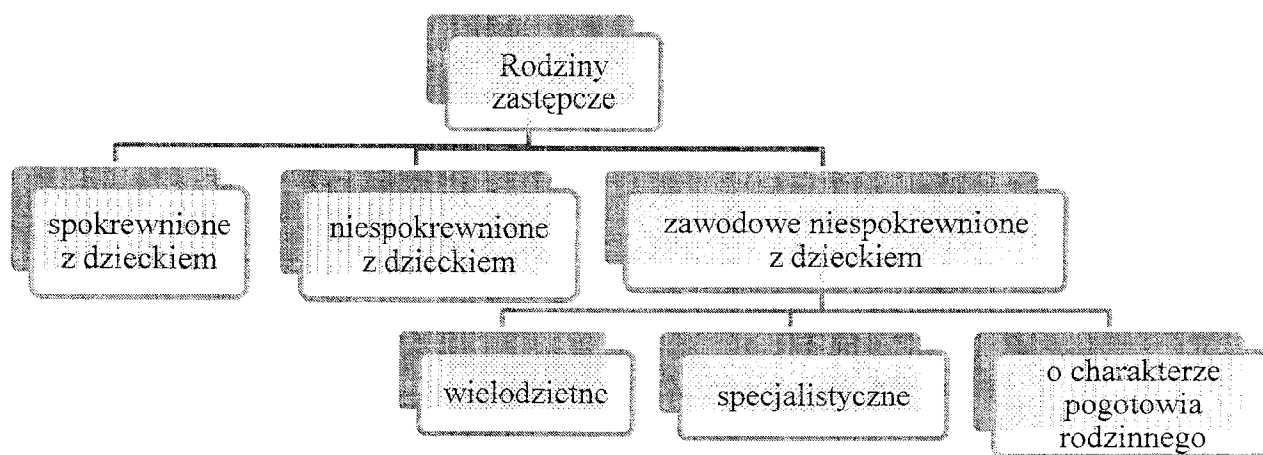 Rodziny
zastępcze
spokrewnione
z dzieckiem
niespokrewnione
z dzieckiem
zawodowe niespokrewnione
z dzieckiem
wielodzietne
specjalistyczne
o charakterze
pogotowia
rodzinnego